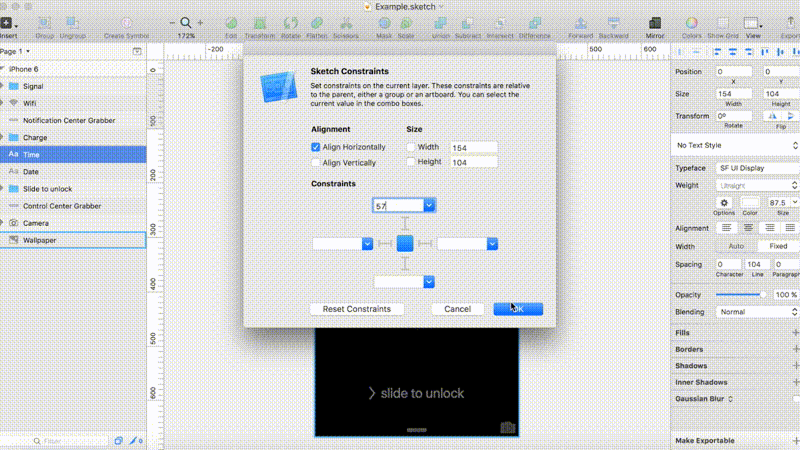 Example.sketch
Insert Group Ungroup Create Symbol 172% Edit Transform Rotate Flatten Scissors Mask Scale Union Subtract Intersect Difference Forward Backward Mirror Colors Show Grid View Export
Page 1
-200 500 600
iPhone 6
Signal
Wifi
Notification Center Grabber
Charge
Time
Date
Slide to unlock
Control Center Grabber
Camera
Wallpaper
Filter
0
0
100
200
300
400
500
600
Sketch Constraints
Set constraints on the current layer. These constraints are relative
to the parent, either a group or an artboard. You can select the
current value in the combo boxes.
Alignment Size
Align Horizontally Width 154
Align Vertically Height 104
Constraints
57
Reset Constraints Cancel OK
slide to unlock
Position 0 0
X Y
Size 154 104
Width Height
Transform 0º
Rotate Flip
No Text Style
Typeface SF UI Display
Weight Ultralight
87.5
Options Color Size
Alignment
Width Auto Fixed
Spacing 0 104 0
Character Line Paragraph
Opacity 100 %
Blending Normal
Fills
Borders
Shadows
Inner Shadows
Gaussian Blur
Make Exportable